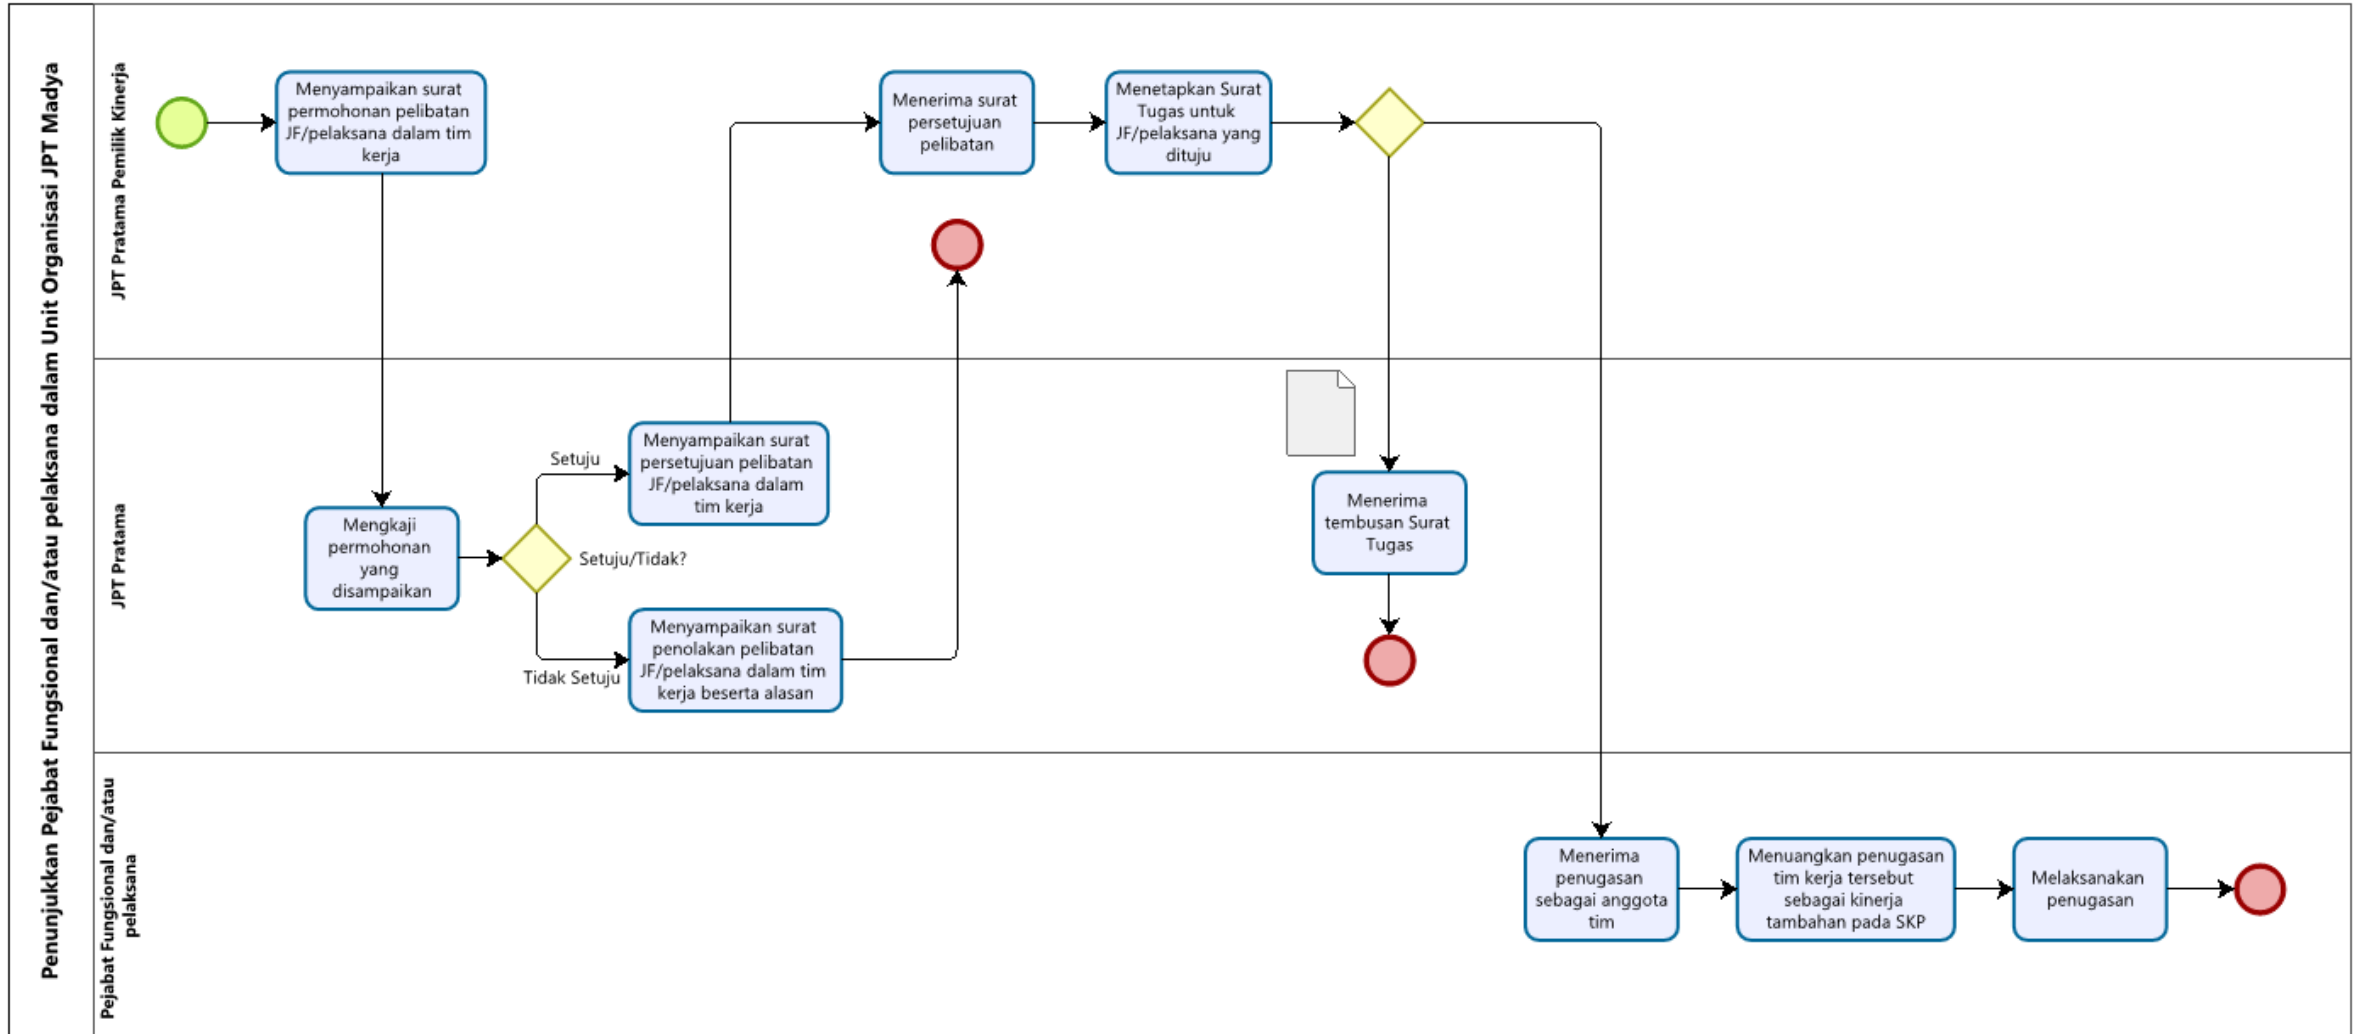 Penunjukkan Pejabat Fungsional dan/atau pelaksana dalam Unit Organisasi JPT Madya
JPT Pratama Pemilik Kinerja
Menyampaikan surat
permohonan pelibatan
JF/pelaksana dalam tim
kerja
Menerima surat
persetujuan
pelibatan
Menetapkan Surat
Tugas untuk
JF/pelaksana yang
dituju
JPT Pratama
Mengkaji
permohonan
yang
disampaikan
Setuju/Tidak?
Setuju
Menyampaikan surat
persetujuan pelibatan
JF/pelaksana dalam
tim kerja
Tidak Setuju
Menyampaikan surat
penolakan pelibatan
JF/pelaksana dalam tim
kerja beserta alasan
Menerima
tembusan Surat
Tugas
Pejabat Fungsional dan/atau
pelaksana
Menerima
penugasan
sebagai anggota
tim
Menuangkan penugasan
tim kerja tersebut
sebagai kinerja
tambahan pada SKP
Melaksanakan
penugasan